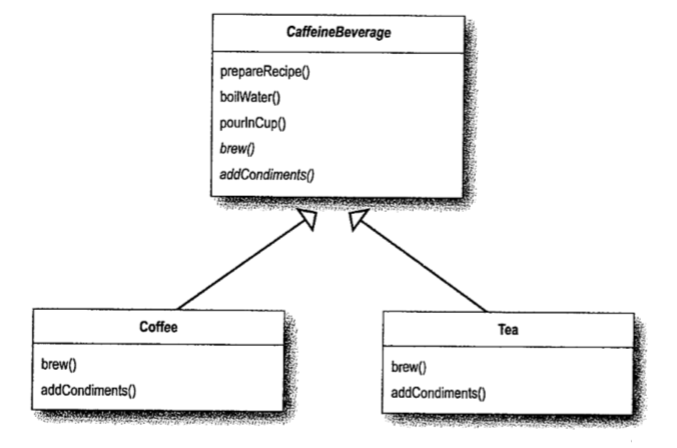 CaffeineBeverage
prepareRecipe()
boilWater()
pourInCup()
brew()
addCondiments()
Coffee
brew()
addCondiments()
Tea
brew()
addCondiments()